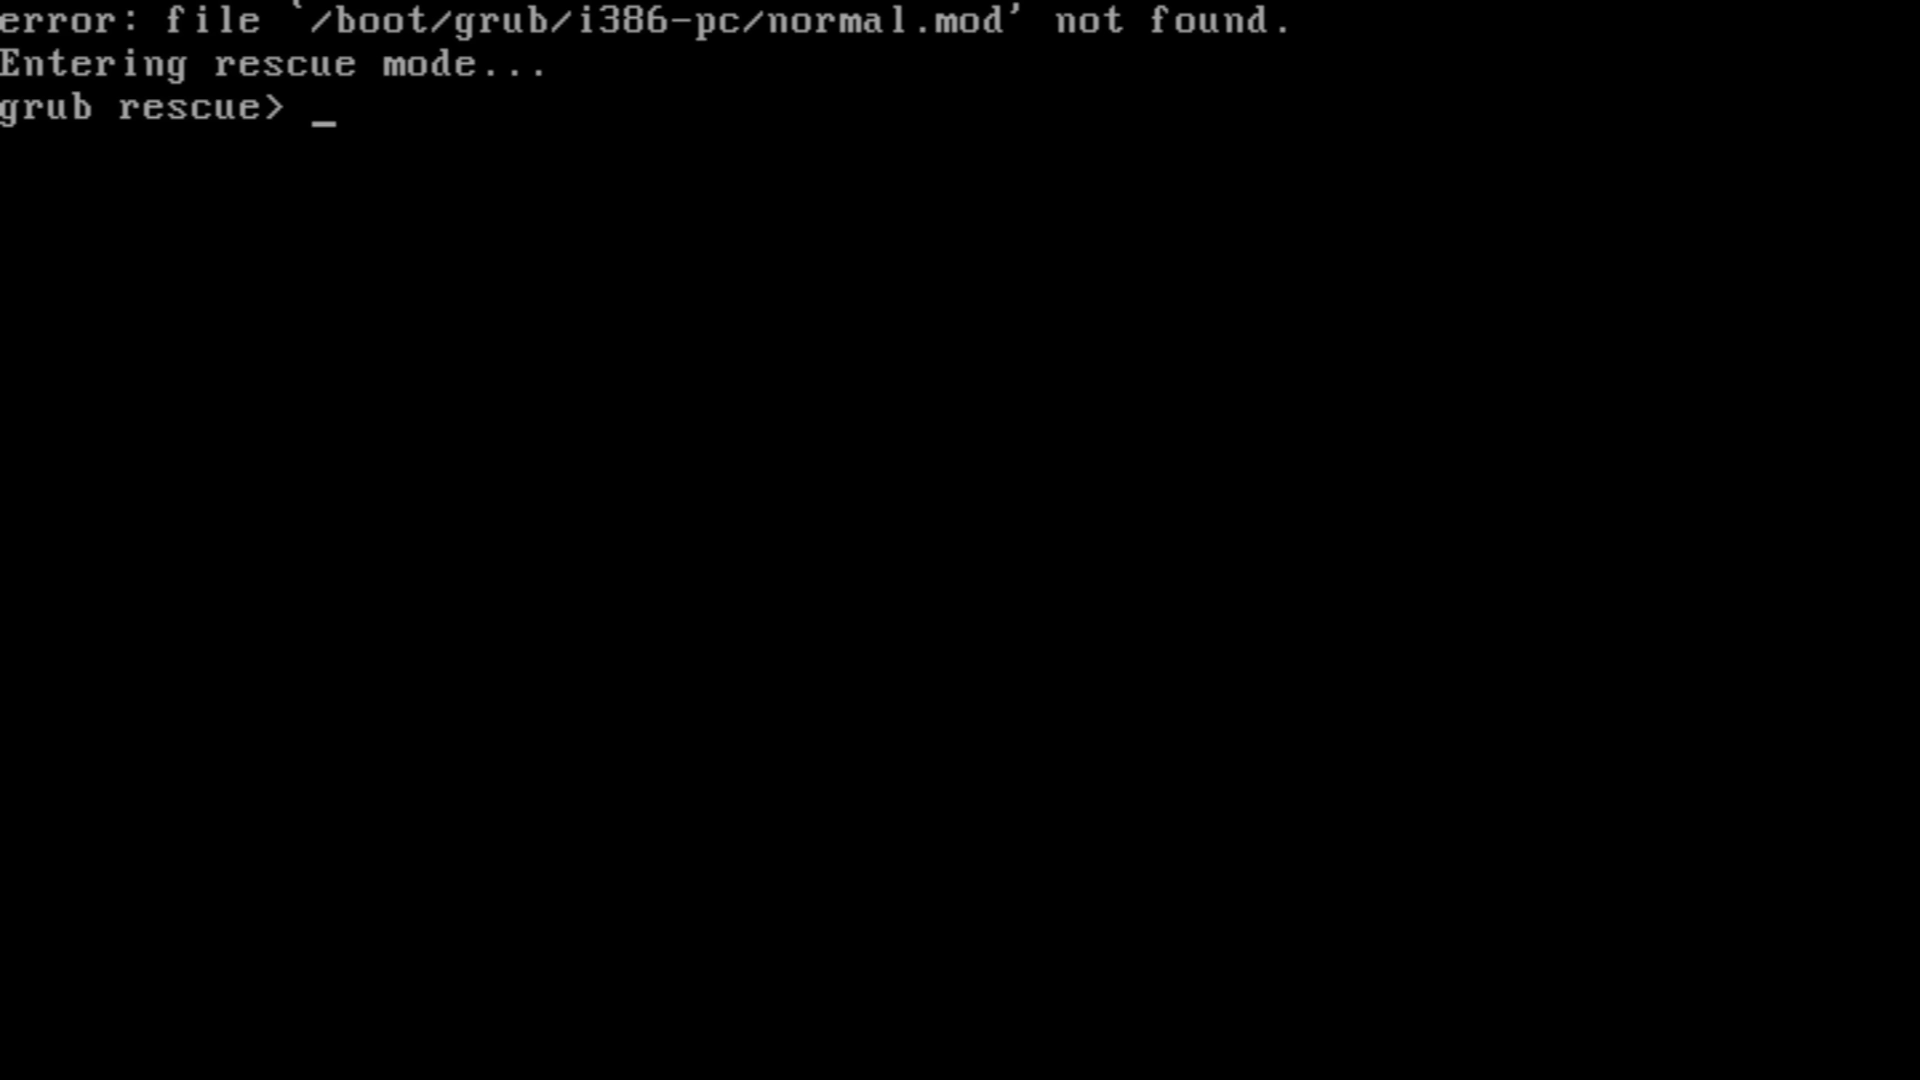 error: file `/boot/grub/i386-pc/normal.mod' not found.
Entering rescue mode...
grub rescue> _